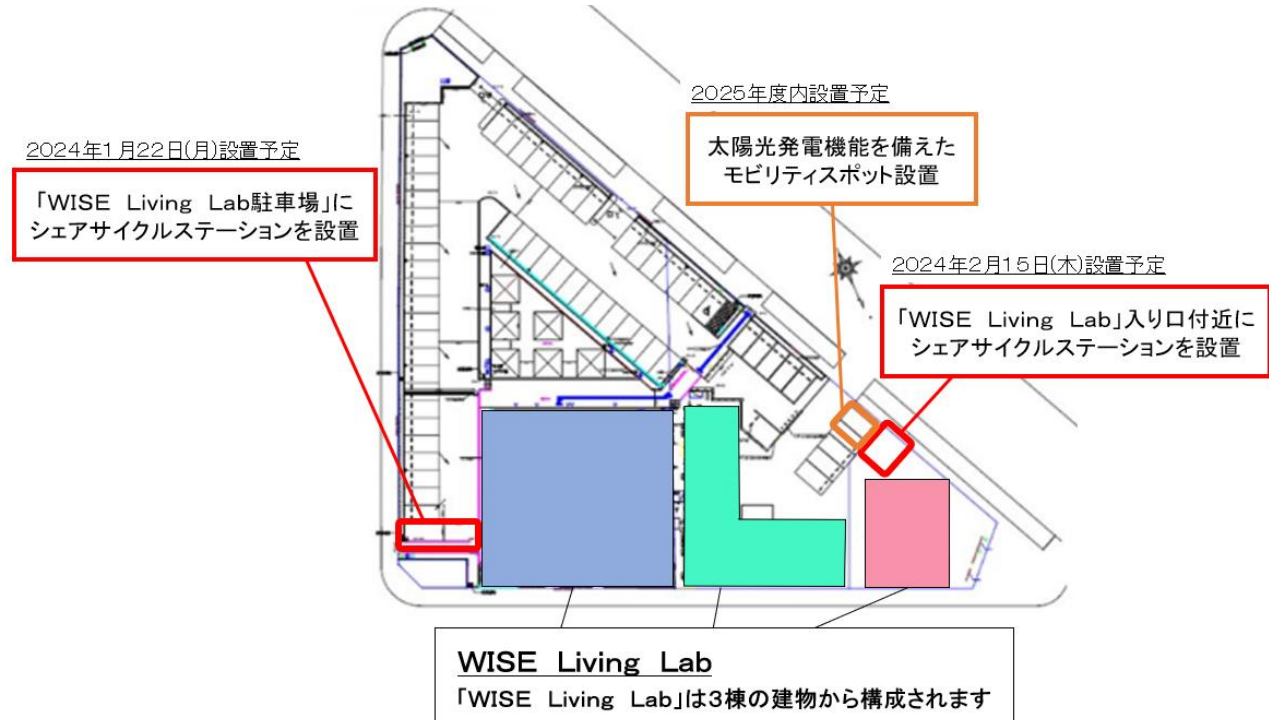 2025年度内設置予定
太陽光発電機能を備えた
モビリティスポット設置
2024年1月22日(月)設置予定
「WISE Living Lab駐車場」に
シェアサイクルステーションを設置
2024年2月15日(木)設置予定
「WISE Living Lab」入り口付近に
シェアサイクルステーションを設置
WISE Living Lab
「WISE Living Lab」は3棟の建物から構成されます